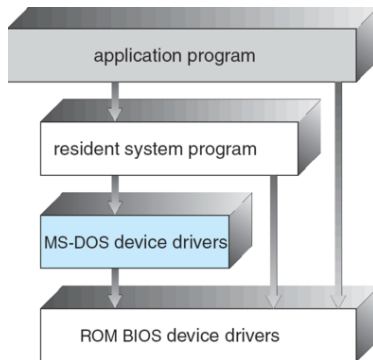 application program
resident system program
MS-DOS device drivers
ROM BIOS device drivers